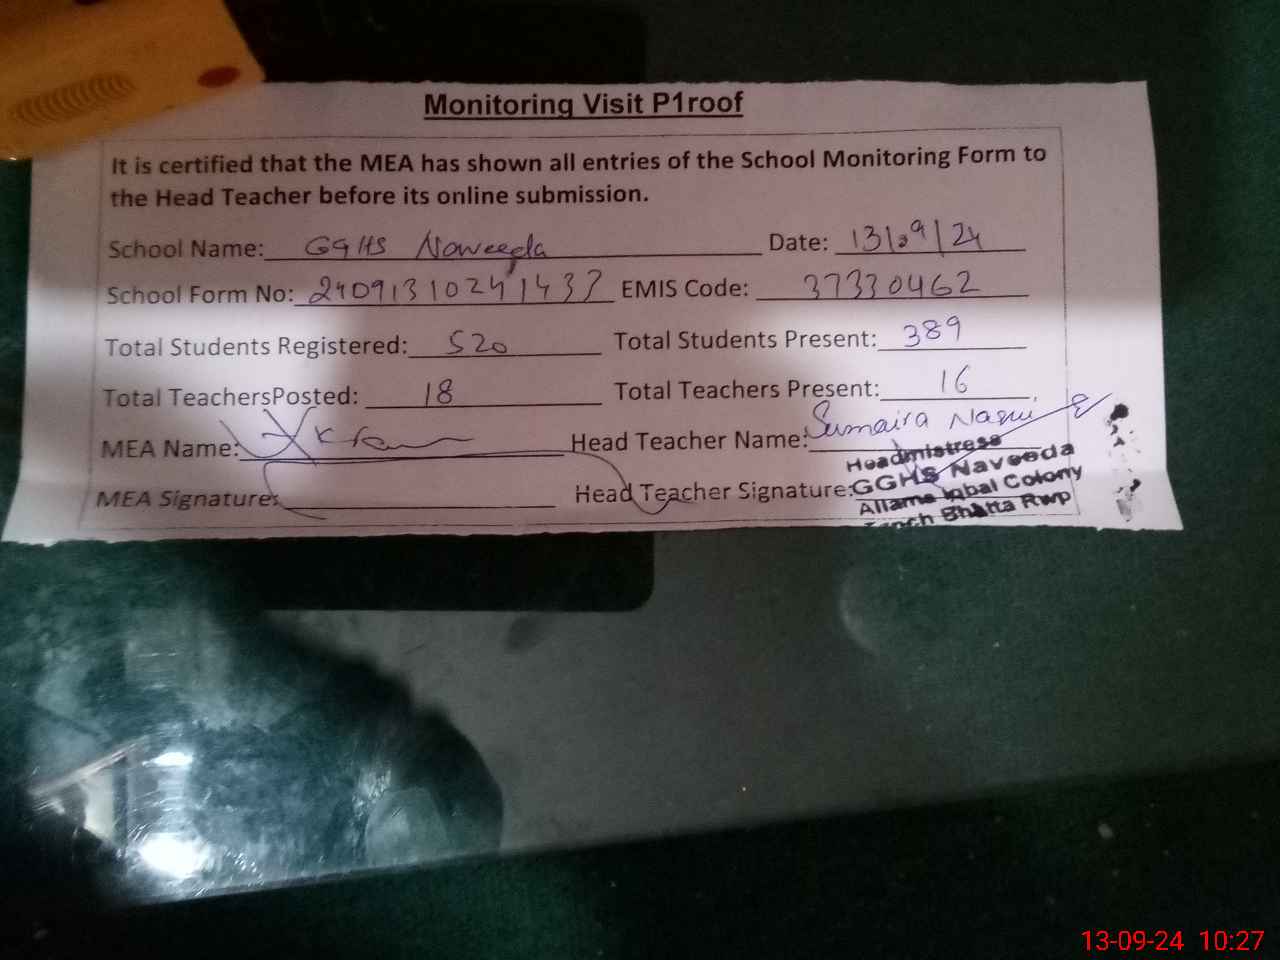 Monitoring Visit P1roof
It is certified that the MEA has shown all entries of the School Monitoring Form to
the Head Teacher before its online submission.
School Name: GGHS Naveeda Date: 13/09/24
School Form No: 24091310241437 EMIS Code: 37330462
Total Students Registered: 520 Total Students Present: 389
Total TeachersPosted: 18 Total Teachers Present: 16
MEA Name: Akram Head Teacher Name: Sumaira
MEA Signature: Head Teacher Signature:
Headmistress
GGHS Naveeda
Allama Iqbal Colony
Bhatta Rwp
13-09-24 10:27